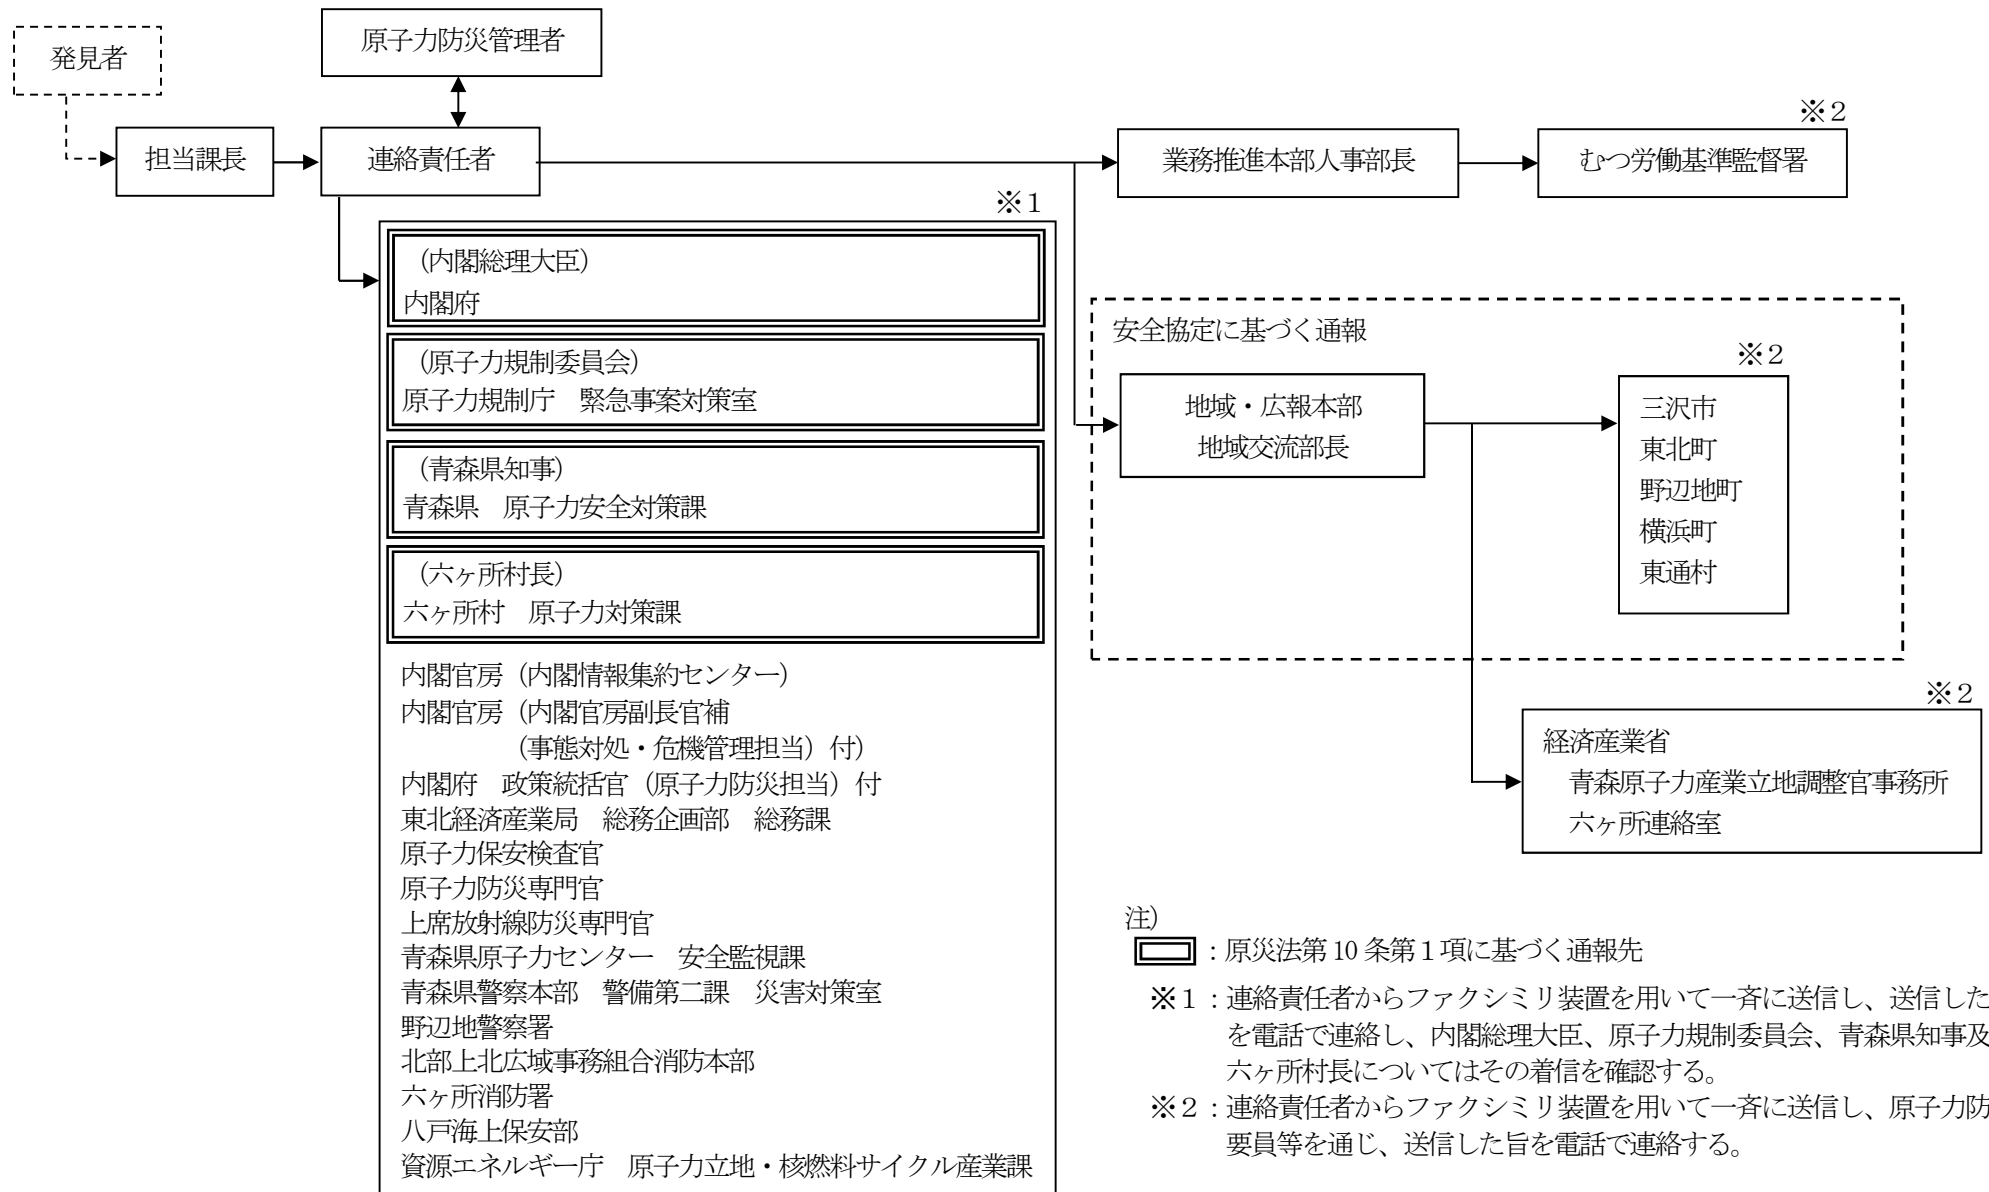 発見者
原子力防災管理者
担当課長
連絡責任者
業務推進本部人事部長
※2
むつ労働基準監督署
※1
(内閣総理大臣)
内閣府
(原子力規制委員会)
原子力規制庁 緊急事案対策室
(青森県知事)
青森県 原子力安全対策課
(六ヶ所村長)
六ヶ所村 原子力対策課
内閣官房(内閣情報集約センター)
内閣官房(内閣官房副長官補
(事態対処・危機管理担当)付)
内閣府 政策統括官(原子力防災担当)付
東北経済産業局 総務企画部 総務課
原子力保安検査官
原子力防災専門官
上席放射線防災専門官
青森県原子力センター 安全監視課
青森県警察本部 警備第二課 災害対策室
野辺地警察署
北部上北広域事務組合消防本部
六ヶ所消防署
八戸海上保安部
資源エネルギー庁 原子力立地・核燃料サイクル産業課
安全協定に基づく通報
地域・広報本部
地域交流部長
※2
三沢市
東北町
野辺地町
横浜町
東通村
※2
経済産業省
青森原子力産業立地調整官事務所
六ヶ所連絡室
注)
:原災法第10条第1項に基づく通報先
※1:連絡責任者からファクシミリ装置を用いて一斉に送信し、送信した
を電話で連絡し、内閣総理大臣、原子力規制委員会、青森県知事及
六ヶ所村長についてはその着信を確認する。
※2:連絡責任者からファクシミリ装置を用いて一斉に送信し、原子力防
要員等を通じ、送信した旨を電話で連絡する。